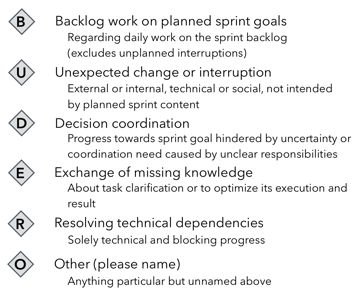 B Backlog work on planned sprint goals
Regarding daily work on the sprint backlog
(excludes unplanned interruptions)
U Unexpected change or interruption
External or internal, technical or social, not intended
by planned sprint content
D Decision coordination
Progress towards sprint goal hindered by uncertainty or
coordination need caused by unclear responsibilities
E Exchange of missing knowledge
About task clarification or to optimize its execution and
result
R Resolving technical dependencies
Solely technical and blocking progress
O Other (please name)
Anything particular but unnamed above